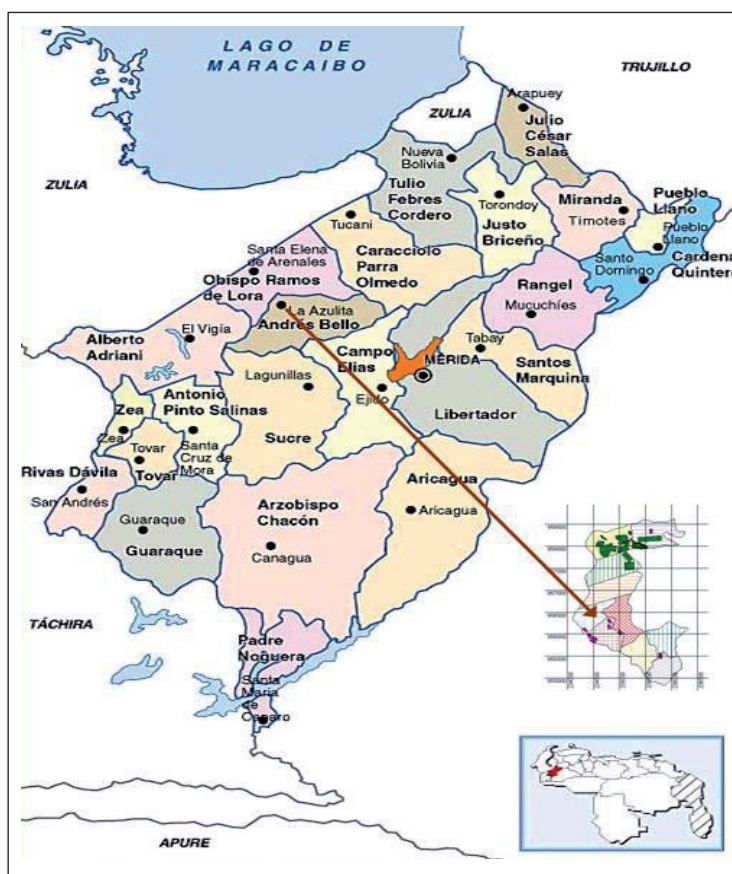 LAGO DE
MARACAIBO
TRUJILLO
ZULIA
Arapuey
Julio
César
Salas
ZULIA
Nueva
Bolivia
Tulio
Febres
Cordero
Torondoy
Justo
Briceño
Miranda
Timotes
Pueblo
Llano
Pueblo
Llano
Tucani
Caracciolo
Parra
Olmedo
Santo
Domingo
Cardenal
Quintero
Santa Elena
de Arenales
Obispo Ramos
de Lora
Rangel
Mucuchíes
La Azulita
Andrés Bello
Alberto
Adriani
El Vigía
Campo
Elías
MÉRIDA
Tabay
Santos
Marquina
Lagunillas
Ejido
Libertador
Antonio
Pinto Salinas
Zea
Zea
Sucre
Tovar
Tovar
Santa
Cruz de
Mora
Rivas Dávila
San Andrés
Aricagua
Aricagua
Arzobispo
Chacón
Guaraque
Guaraque
Canagua
TÁCHIRA
Padre
Noguera
Santa
María
de
APURE